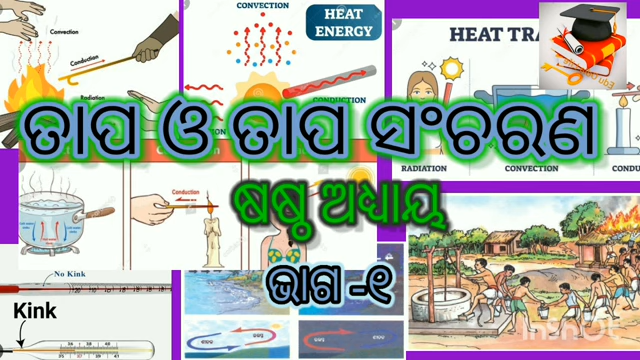 CONVECTION
HEAT
ENERGY
HEAT TRA
Convection
Conduction
Radiation
CONDUCTION
ତାପ ଓ ତାପ ସଂଚରଣ
RADIATION
CONVECTION
CONDU
ଷଷ୍ଠ ଅଧ୍ୟାୟ
Conduction
ଭାଗ -୧
No Kink
Kink
InShOt